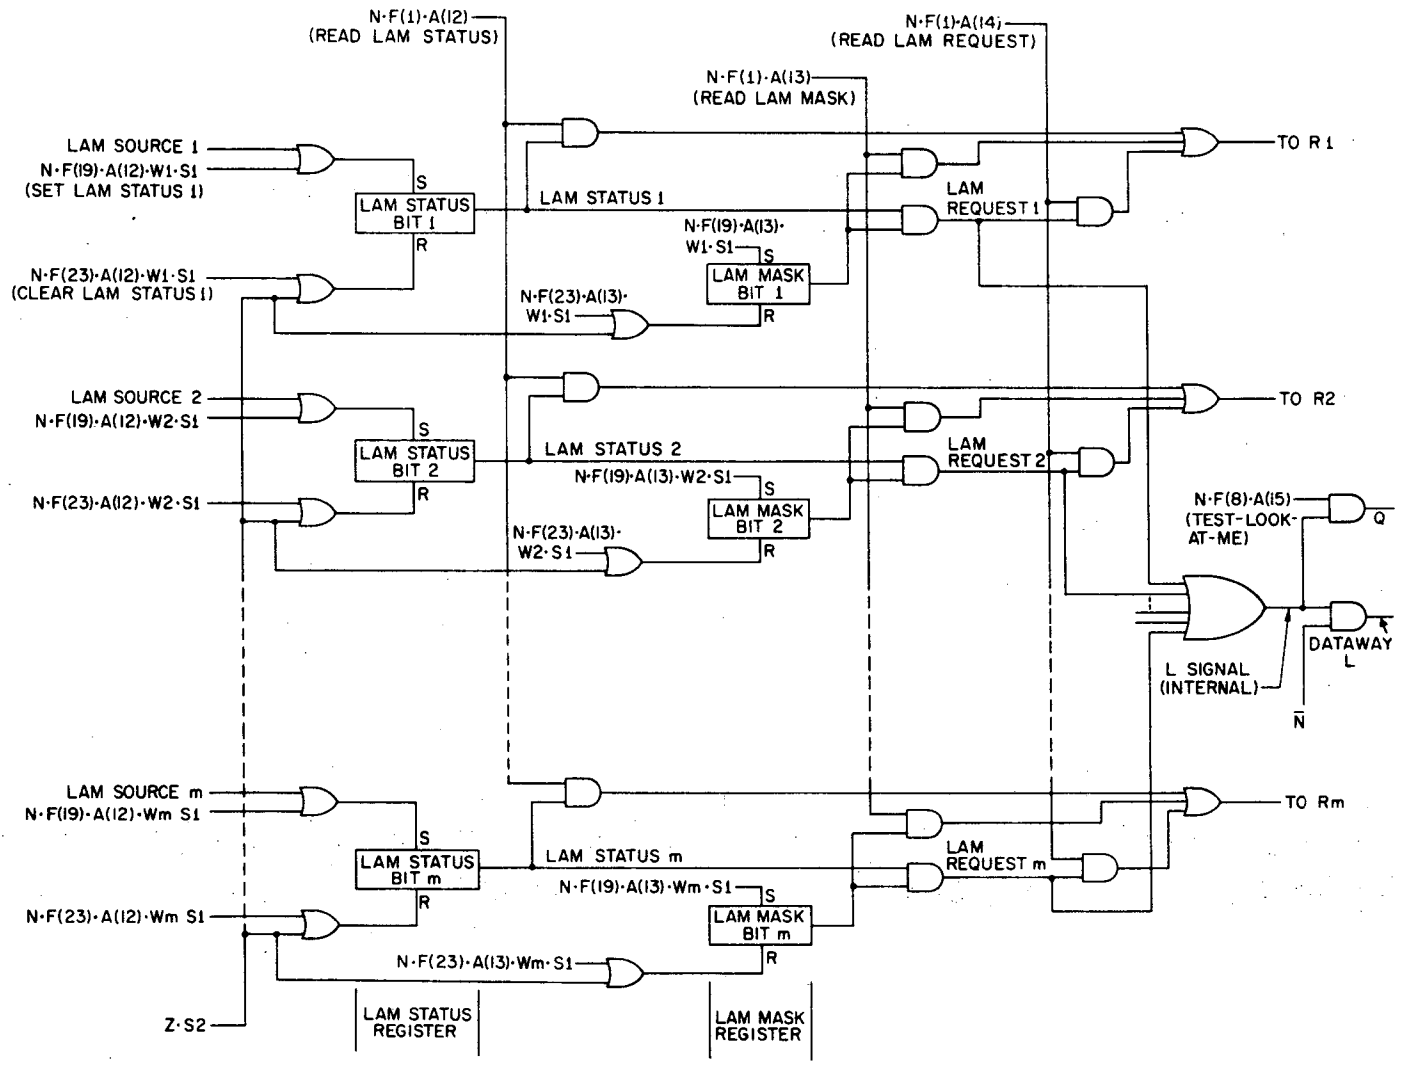 N·F(1)·A(12)
(READ LAM STATUS)
N·F(1)·A(14)
(READ LAM REQUEST)
N·F(1)·A(13)
(READ LAM MASK)
LAM SOURCE 1
N·F(19)·A(12)·W1·S1
(SET LAM STATUS 1)
S
LAM STATUS
BIT 1
R
LAM STATUS 1
N·F(19)·A(13)·
W1·S1
S
LAM MASK
BIT 1
R
LAM
REQUEST 1
TO R1
N·F(23)·A(12)·W1·S1
(CLEAR LAM STATUS 1)
N·F(23)·A(13)·
W1·S1
LAM SOURCE 2
N·F(19)·A(12)·W2·S1
S
LAM STATUS
BIT 2
R
LAM STATUS 2
N·F(19)·A(13)·W2·S1
S
LAM MASK
BIT 2
R
LAM
REQUEST 2
TO R2
N·F(23)·A(12)·W2·S1
N·F(23)·A(13)·
W2·S1
N·F(8)·A(15)
(TEST-LOOK-
AT-ME)
Q
DATAWAY
L
L SIGNAL
(INTERNAL)
N̅
LAM SOURCE m
N·F(19)·A(12)·Wm S1
S
LAM STATUS
BIT m
R
LAM STATUS m
N·F(19)·A(13)·Wm·S1
S
LAM MASK
BIT m
R
LAM
REQUEST m
TO Rm
N·F(23)·A(12)·Wm S1
N·F(23)·A(13)·Wm·S1
Z·S2
LAM STATUS
REGISTER
LAM MASK
REGISTER